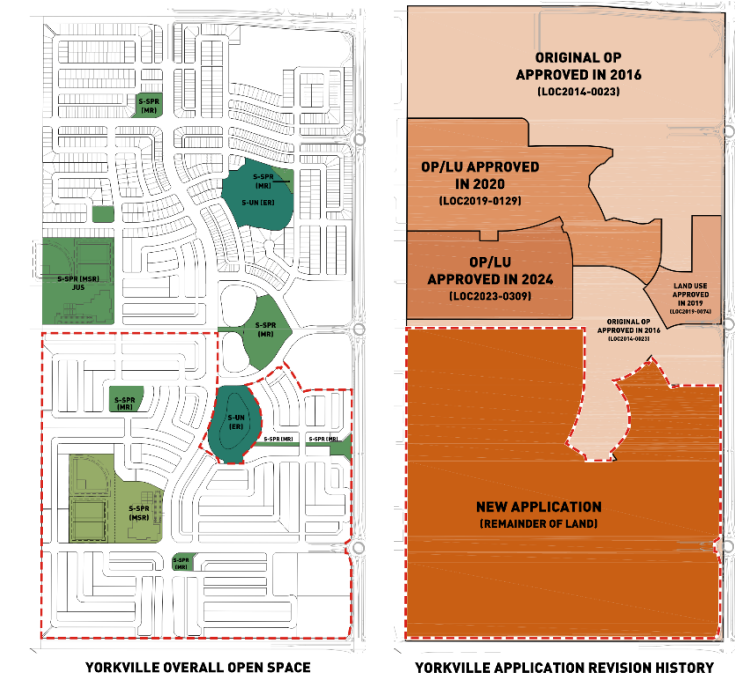 S-SPR
(MR)
S-SPR
(MR)
S-UN (ER)
S-SPR (MSR)
JUS
S-SPR
(MR)
S-SPR
(MR)
S-UN
(ER)
S-SPR (MR)
S-SPR (MR)
S-SPR
(MSR)
S-SPR
(MR)
YORKVILLE OVERALL OPEN SPACE
ORIGINAL OP
APPROVED IN 2016
(LOC2014-0023)
OP/LU APPROVED
IN 2020
(LOC2019-0129)
OP/LU
APPROVED IN 2024
(LOC2023-0309)
LAND USE
APPROVED
IN 2019
(LOC2019-0074)
ORIGINAL OP
APPROVED IN 2016
(LOC2014-0023)
NEW APPLICATION
(REMAINDER OF LAND)
YORKVILLE APPLICATION REVISION HISTORY